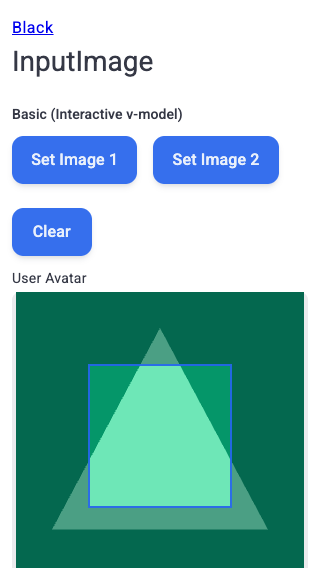 Black
InputImage
Basic (Interactive v-model)
Set Image 1
Set Image 2
Clear
User Avatar